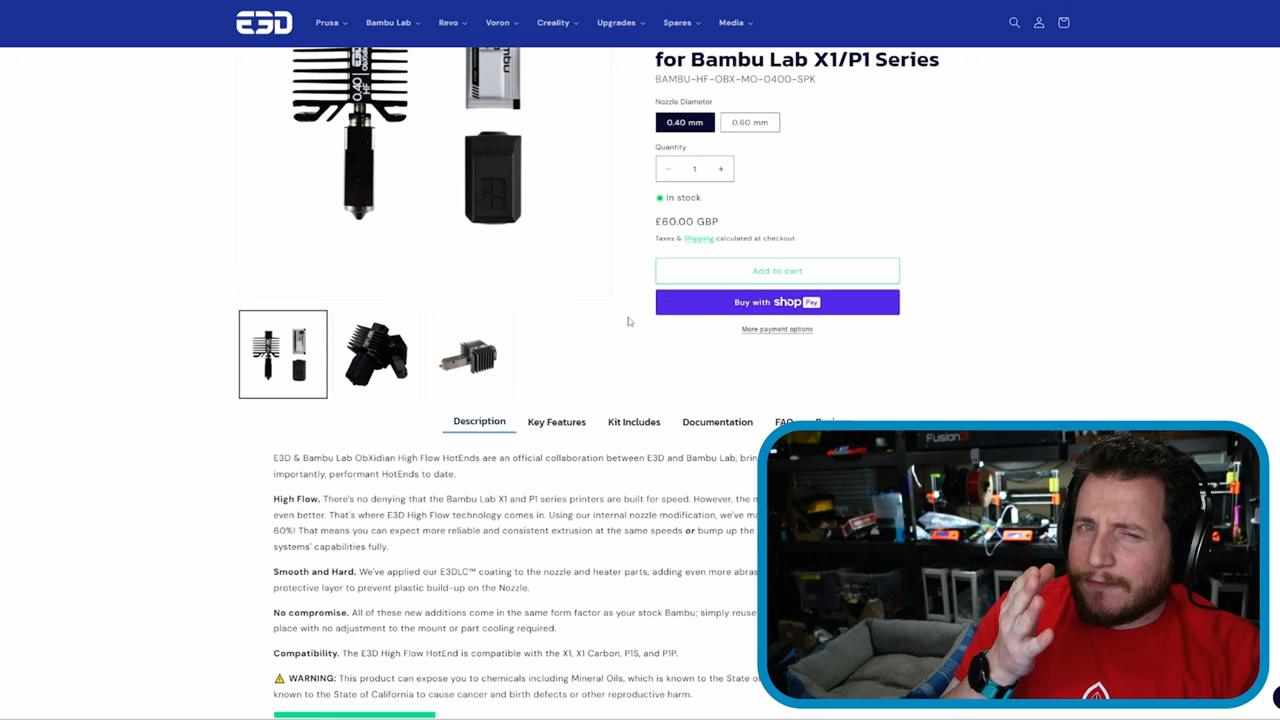 E3D
Prusa
Bambu Lab
Revo
Voron
Creality
Upgrades
Spares
Media
for Bambu Lab X1/P1 Series
BAMBU-HF-OBX-MO-0400-SPK
Nozzle Diameter
0.40 mm
0.60 mm
Quantity
1
In stock
£60.00 GBP
Taxes & Shipping calculated at checkout.
Add to cart
Buy with shop Pay
More payment options
0.40 HF
Description
Key Features
Kit Includes
Documentation
FAQ
E3D & Bambu Lab ObXidian High Flow HotEnds are an official collaboration between E3D and Bambu Lab,
importantly, performant HotEnds to date.
High Flow. There's no denying that the Bambu Lab X1 and P1 series printers are built for speed. However, the
even better. That's where E3D High Flow technology comes in. Using our internal nozzle modification, we've
60%! That means you can expect more reliable and consistent extrusion at the same speeds or bump up the
systems' capabilities fully.
Smooth and Hard. We've applied our E3DLC™ coating to the nozzle and heater parts, adding even more
protective layer to prevent plastic build-up on the Nozzle.
No compromise. All of these new additions come in the same form factor as your stock Bambu; simply reuse
place with no adjustment to the mount or part cooling required.
Compatibility. The E3D High Flow HotEnd is compatible with the X1, X1 Carbon, P1S, and P1P.
WARNING: This product can expose you to chemicals including Mineral Oils, which is known to the State
known to the State of California to cause cancer and birth defects or other reproductive harm.
Fusion3